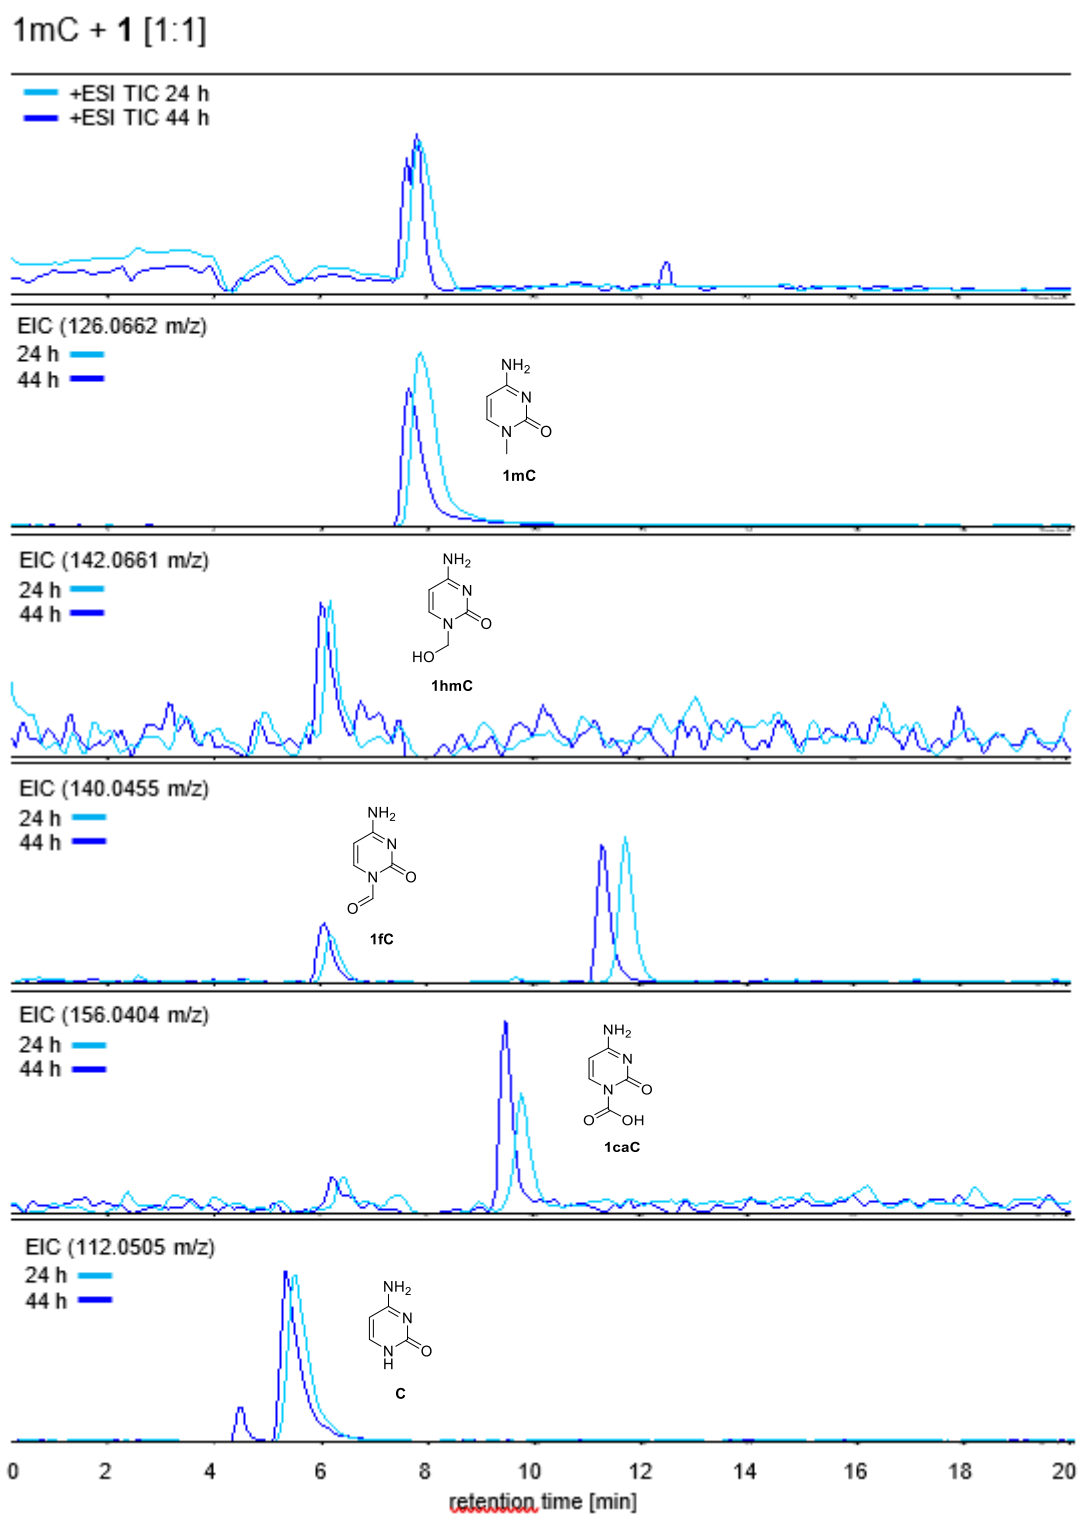 1mC + 1 [1:1]
+ESI TIC 24 h
+ESI TIC 44 h
EIC (126.0662 m/z)
24 h
44 h
NH2
N
N
O
1mC
EIC (142.0661 m/z)
24 h
44 h
NH2
N
N
O
HO
1hmC
EIC (140.0455 m/z)
24 h
44 h
NH2
N
N
O
O
1fC
EIC (156.0404 m/z)
24 h
44 h
NH2
N
N
O
O
OH
1caC
EIC (112.0505 m/z)
24 h
44 h
NH2
N
N
H
O
C
0 2 4 6 8 10 12 14 16 18 20
retention time [min]